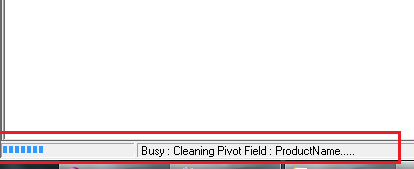 Busy : Cleaning Pivot Field : ProductName.....